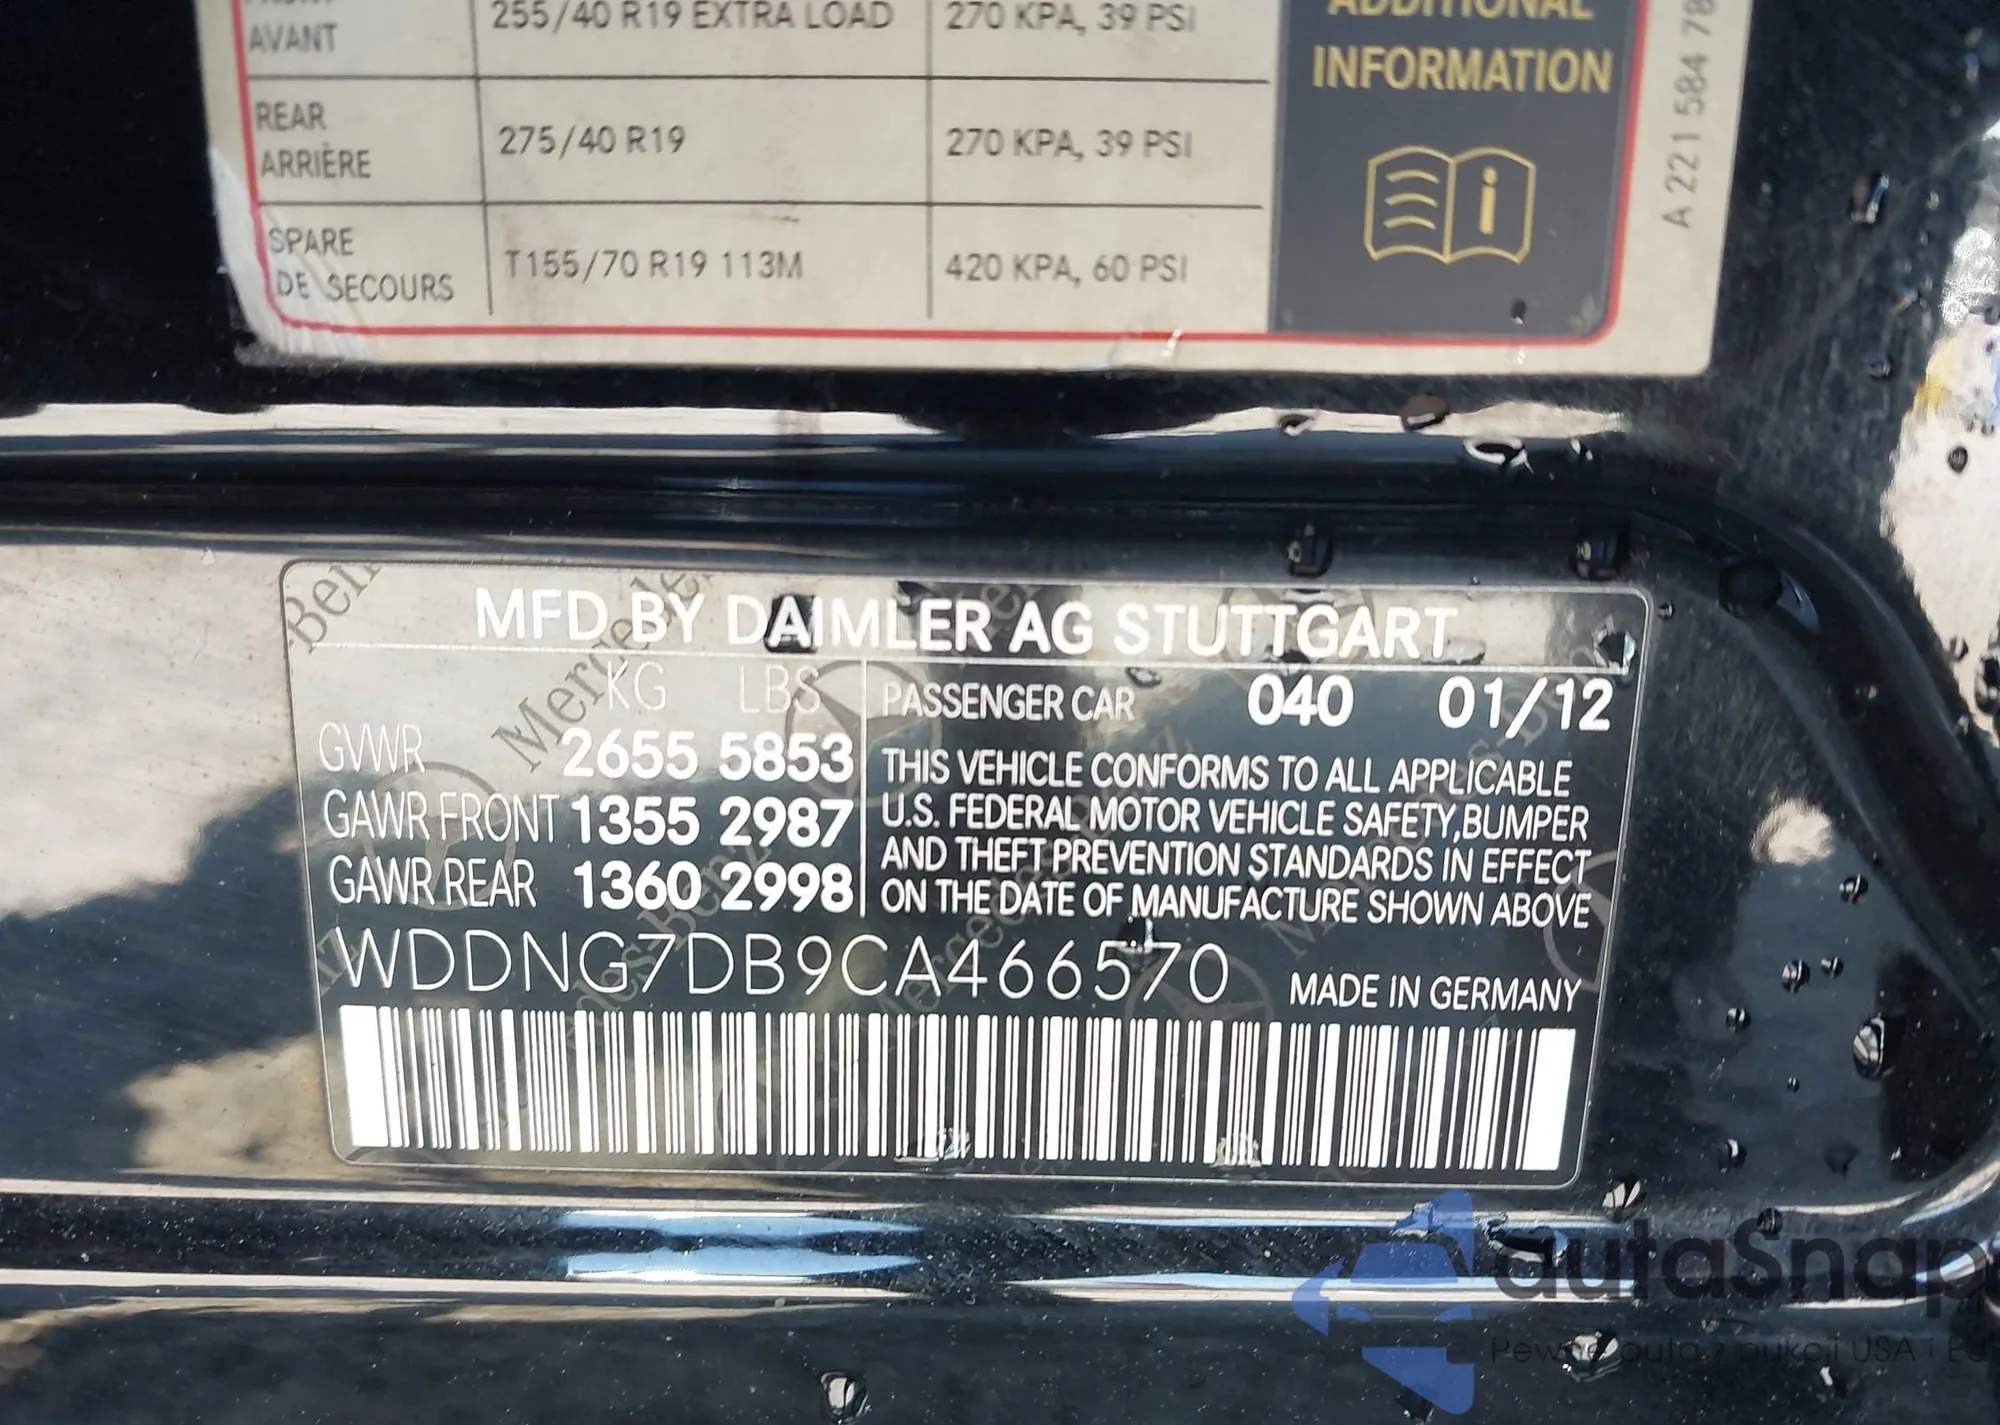 AVANT
255/40 R19 EXTRA LOAD
270 KPA, 39 PSI
ADDITIONAL
INFORMATION
REAR
ARRIÈRE
275/40 R19
270 KPA, 39 PSI
SPARE
DE SECOURS
T155/70 R19 113M
420 KPA, 60 PSI
A 221 584 78
MFD BY DAIMLER AG STUTTGART
KG LBS
GVWR 2655 5853
GAWR FRONT 1355 2987
GAWR REAR 1360 2998
PASSENGER CAR 040 01/12
THIS VEHICLE CONFORMS TO ALL APPLICABLE
U.S. FEDERAL MOTOR VEHICLE SAFETY, BUMPER
AND THEFT PREVENTION STANDARDS IN EFFECT
ON THE DATE OF MANUFACTURE SHOWN ABOVE
WDDNG7DB9CA466570
MADE IN GERMANY
autaSnap
Pewne auta z aukcji USA i